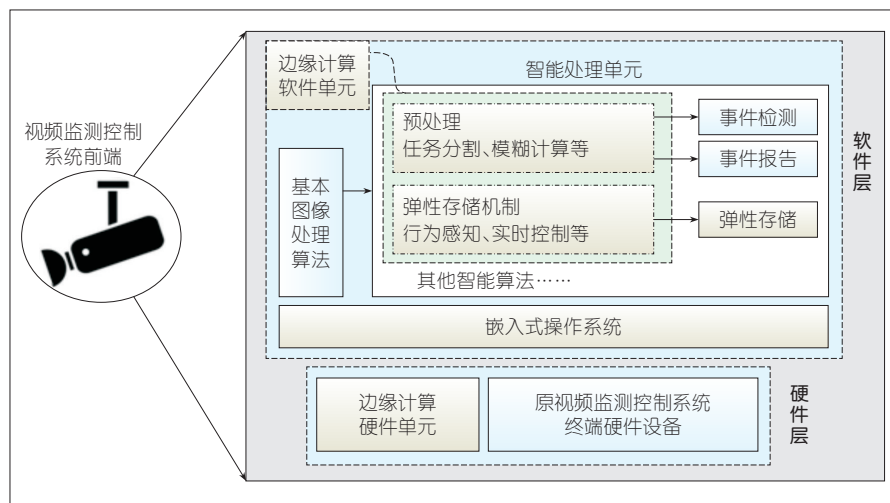 视频监测控制
系统前端
边缘计算
软件单元
智能处理单元
预处理
任务分割、模糊计算等
弹性存储机制
行为感知、实时控制等
其他智能算法……
事件检测
事件报告
弹性存储
基本
图像
处理
算法
嵌入式操作系统
软件层
边缘计算
硬件单元
原视频监测控制系统
终端硬件设备
硬件层